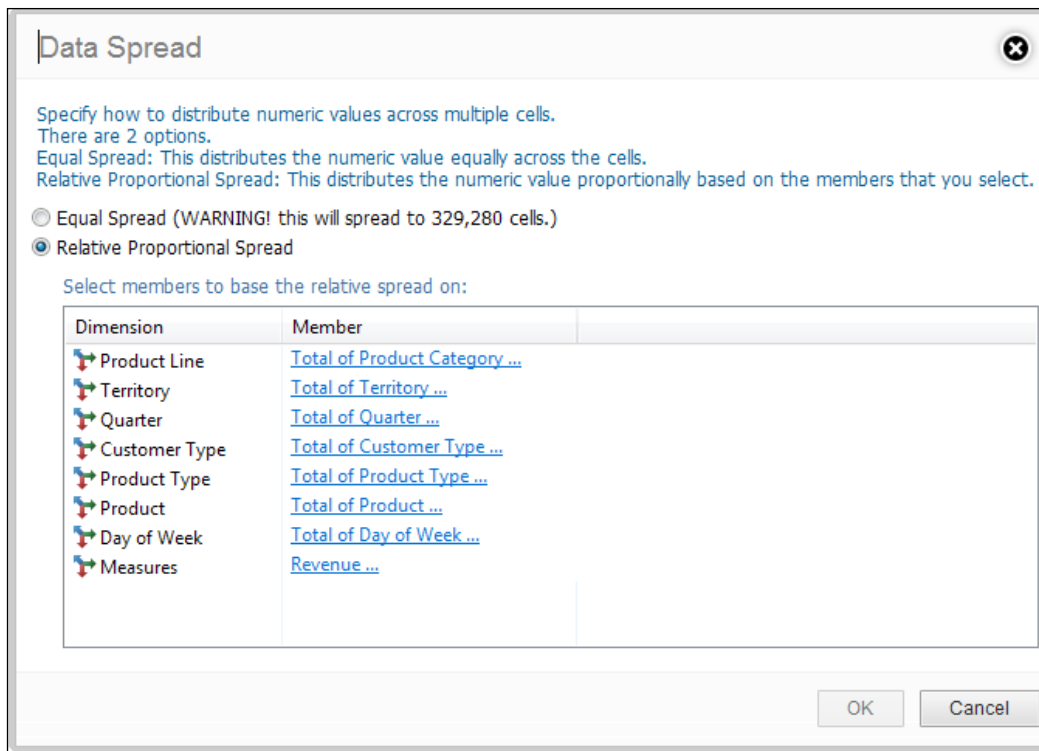 Data Spread
Specify how to distribute numeric values across multiple cells.
There are 2 options.
Equal Spread: This distributes the numeric value equally across the cells.
Relative Proportional Spread: This distributes the numeric value proportionally based on the members that you select.
Equal Spread (WARNING! this will spread to 329,280 cells.)
Relative Proportional Spread
Select members to base the relative spread on:
Dimension Member
Product Line Total of Product Category ...
Territory Total of Territory ...
Quarter Total of Quarter ...
Customer Type Total of Customer Type ...
Product Type Total of Product Type ...
Product Total of Product ...
Day of Week Total of Day of Week ...
Measures Revenue ...
OK Cancel